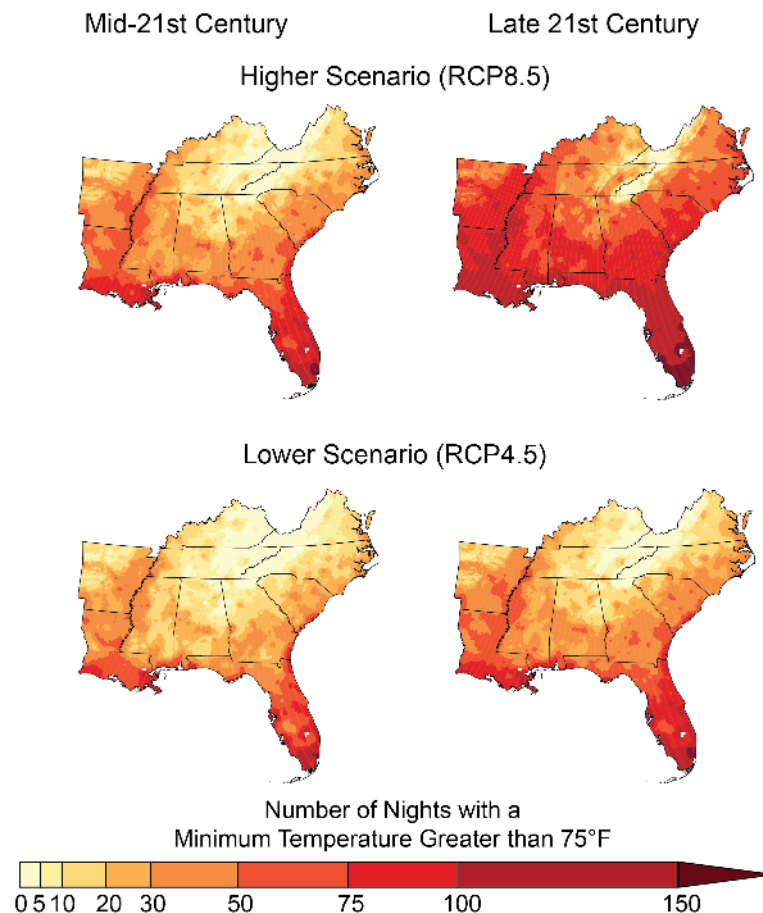 Mid-21st Century Late 21st Century
Higher Scenario (RCP8.5)
Lower Scenario (RCP4.5)
Number of Nights with a
Minimum Temperature Greater than 75°F
0 5 10 20 30 50 75 100 150